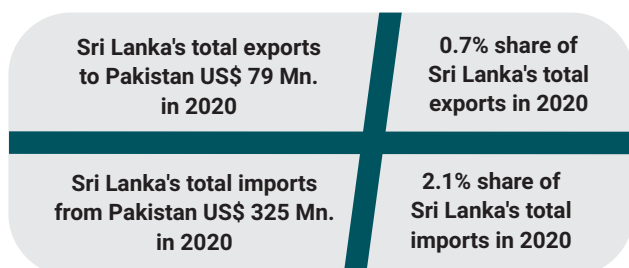 Sri Lanka's total exports
to Pakistan US$ 79 Mn.
in 2020
0.7% share of
Sri Lanka's total
exports in 2020
Sri Lanka's total imports
from Pakistan US$ 325 Mn.
in 2020
2.1% share of
Sri Lanka's total
imports in 2020